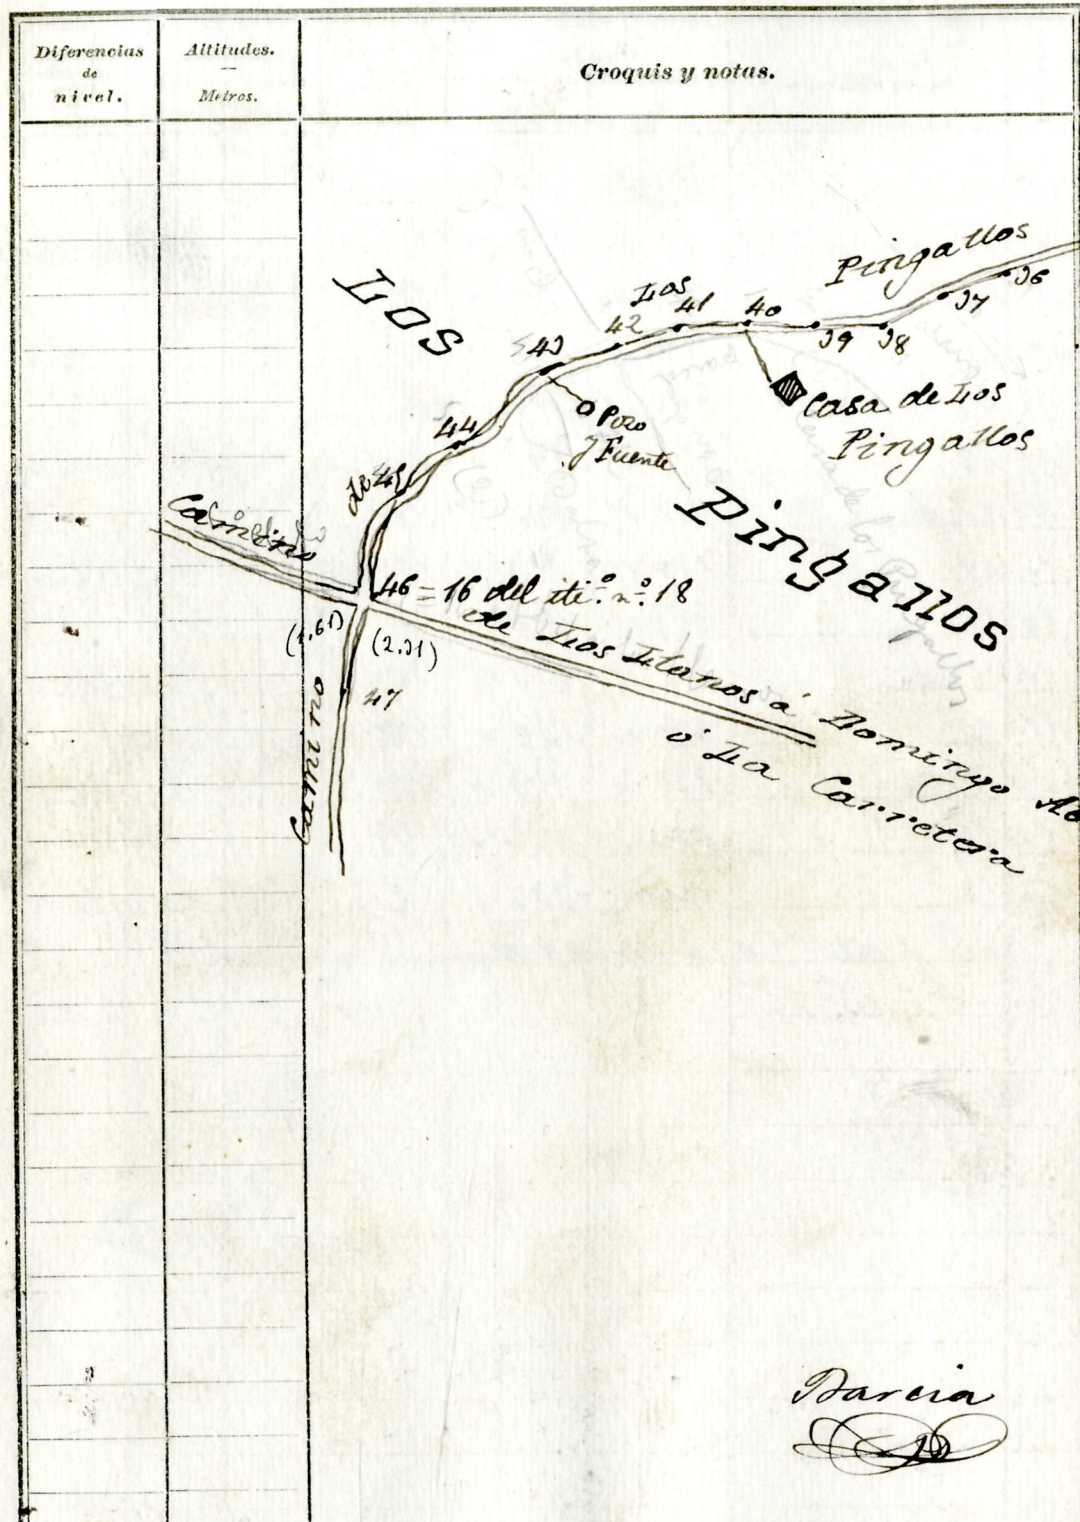 Diferencias
de
nivel.
Altitudes.
Metros.
Croquis y notas.
Pingallos
Los
36
37
38
39
40
41
42
43
44
45
de
LOS
Casa de Los
Pingallos
Pozo
y Fuente
PingallOS
Camino
46 = 16 del itiº. nº. 18
de Los Llanos á Domingo
ó La Carretera
(1,61)
(2.31)
47
Camino